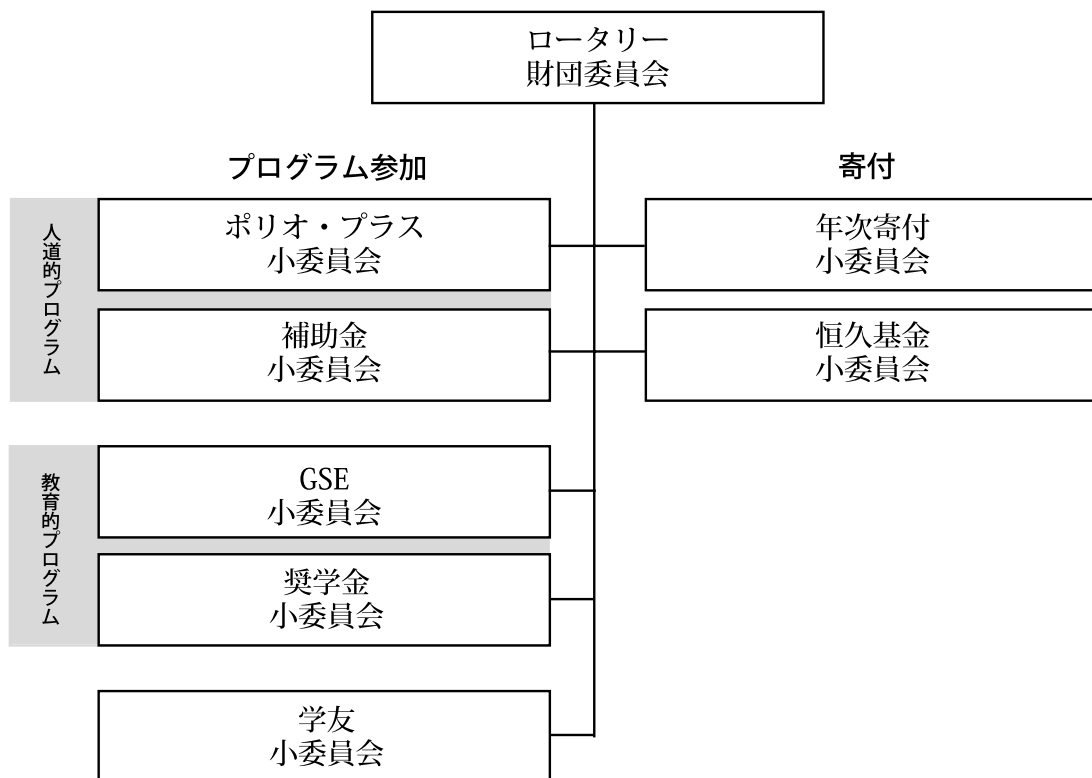 ロータリー
財団委員会
プログラム参加
寄付
人道的プログラム
ポリオ・プラス
小委員会
年次寄付
小委員会
補助金
小委員会
恒久基金
小委員会
教育的プログラム
GSE
小委員会
奨学金
小委員会
学友
小委員会